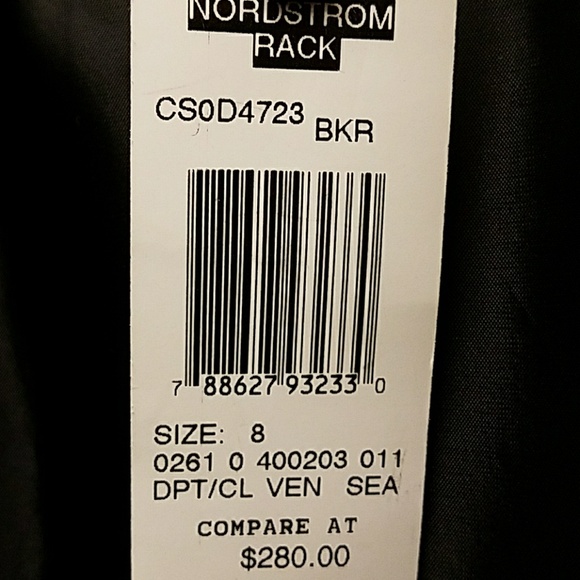 NORDSTROM
RACK
CS0D4723 BKR
7 88627 93233 0
SIZE: 8
0261 0 400203 011
DPT/CL VEN SEA
COMPARE AT
$280.00